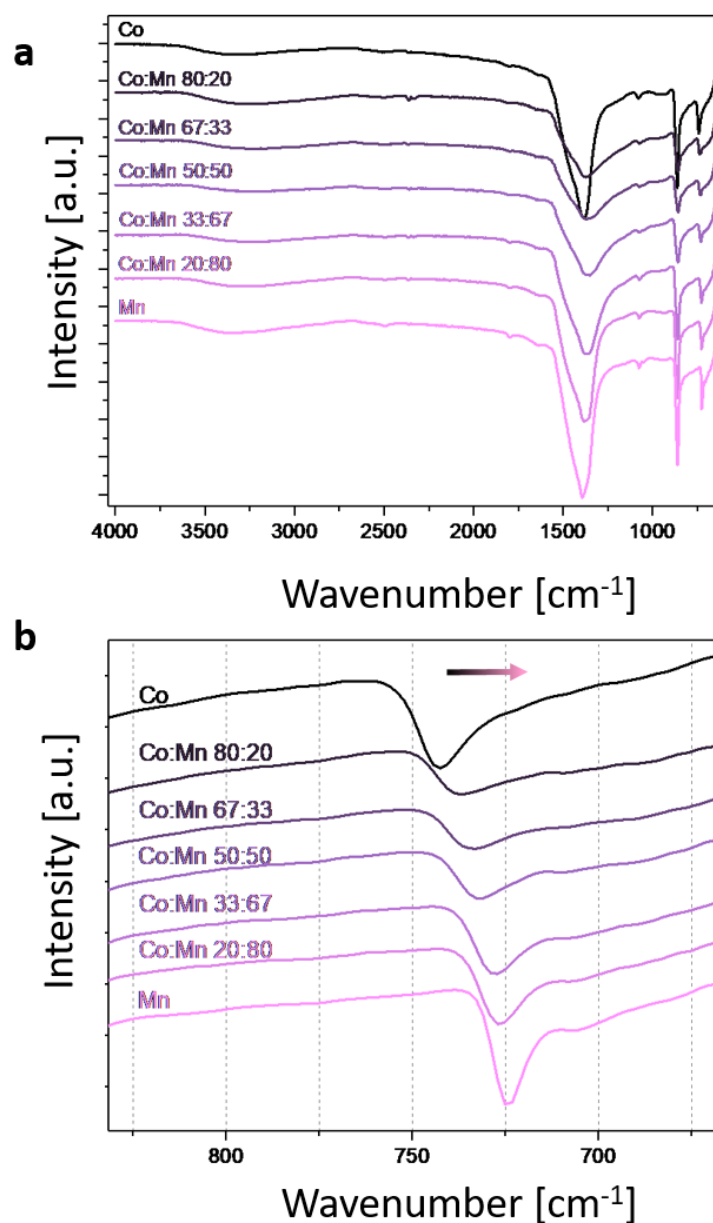 a
Co
Co:Mn 80:20
Co:Mn 67:33
Co:Mn 50:50
Co:Mn 33:67
Co:Mn 20:80
Mn
Intensity [a.u.]
4000 3500 3000 2500 2000 1500 1000
Wavenumber [cm⁻¹]
b
Co
Co:Mn 80:20
Co:Mn 67:33
Co:Mn 50:50
Co:Mn 33:67
Co:Mn 20:80
Mn
Intensity [a.u.]
800 750 700
Wavenumber [cm⁻¹]